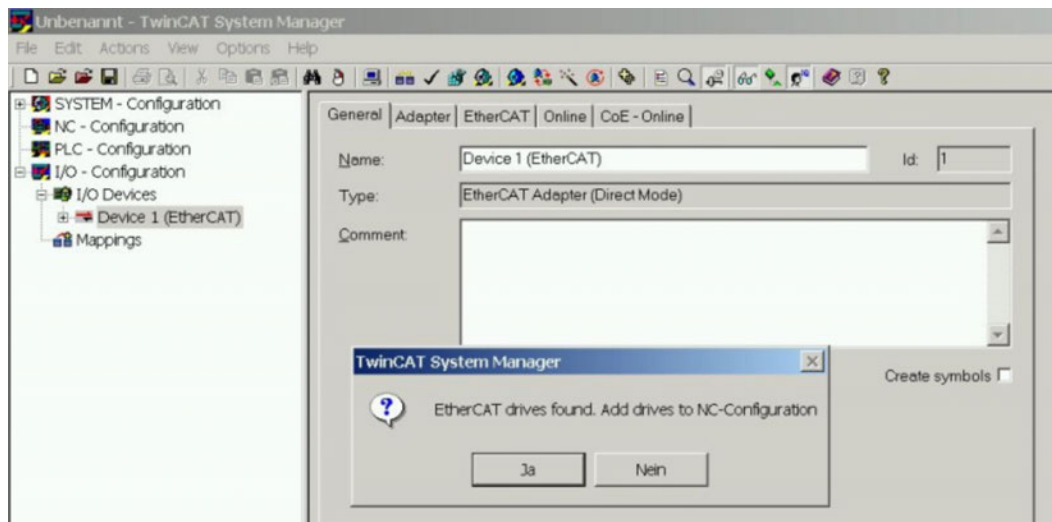 Unbenannt - TwinCAT System Manager
File Edit Actions View Options Help
SYSTEM - Configuration
NC - Configuration
PLC - Configuration
I/O - Configuration
I/O Devices
Device 1 (EtherCAT)
Mappings
General Adapter EtherCAT Online CoE - Online
Name: Device 1 (EtherCAT) Id: 1
Type: EtherCAT Adapter (Direct Mode)
Comment:
TwinCAT System Manager
Create symbols
EtherCAT drives found. Add drives to NC-Configuration
Ja Nein